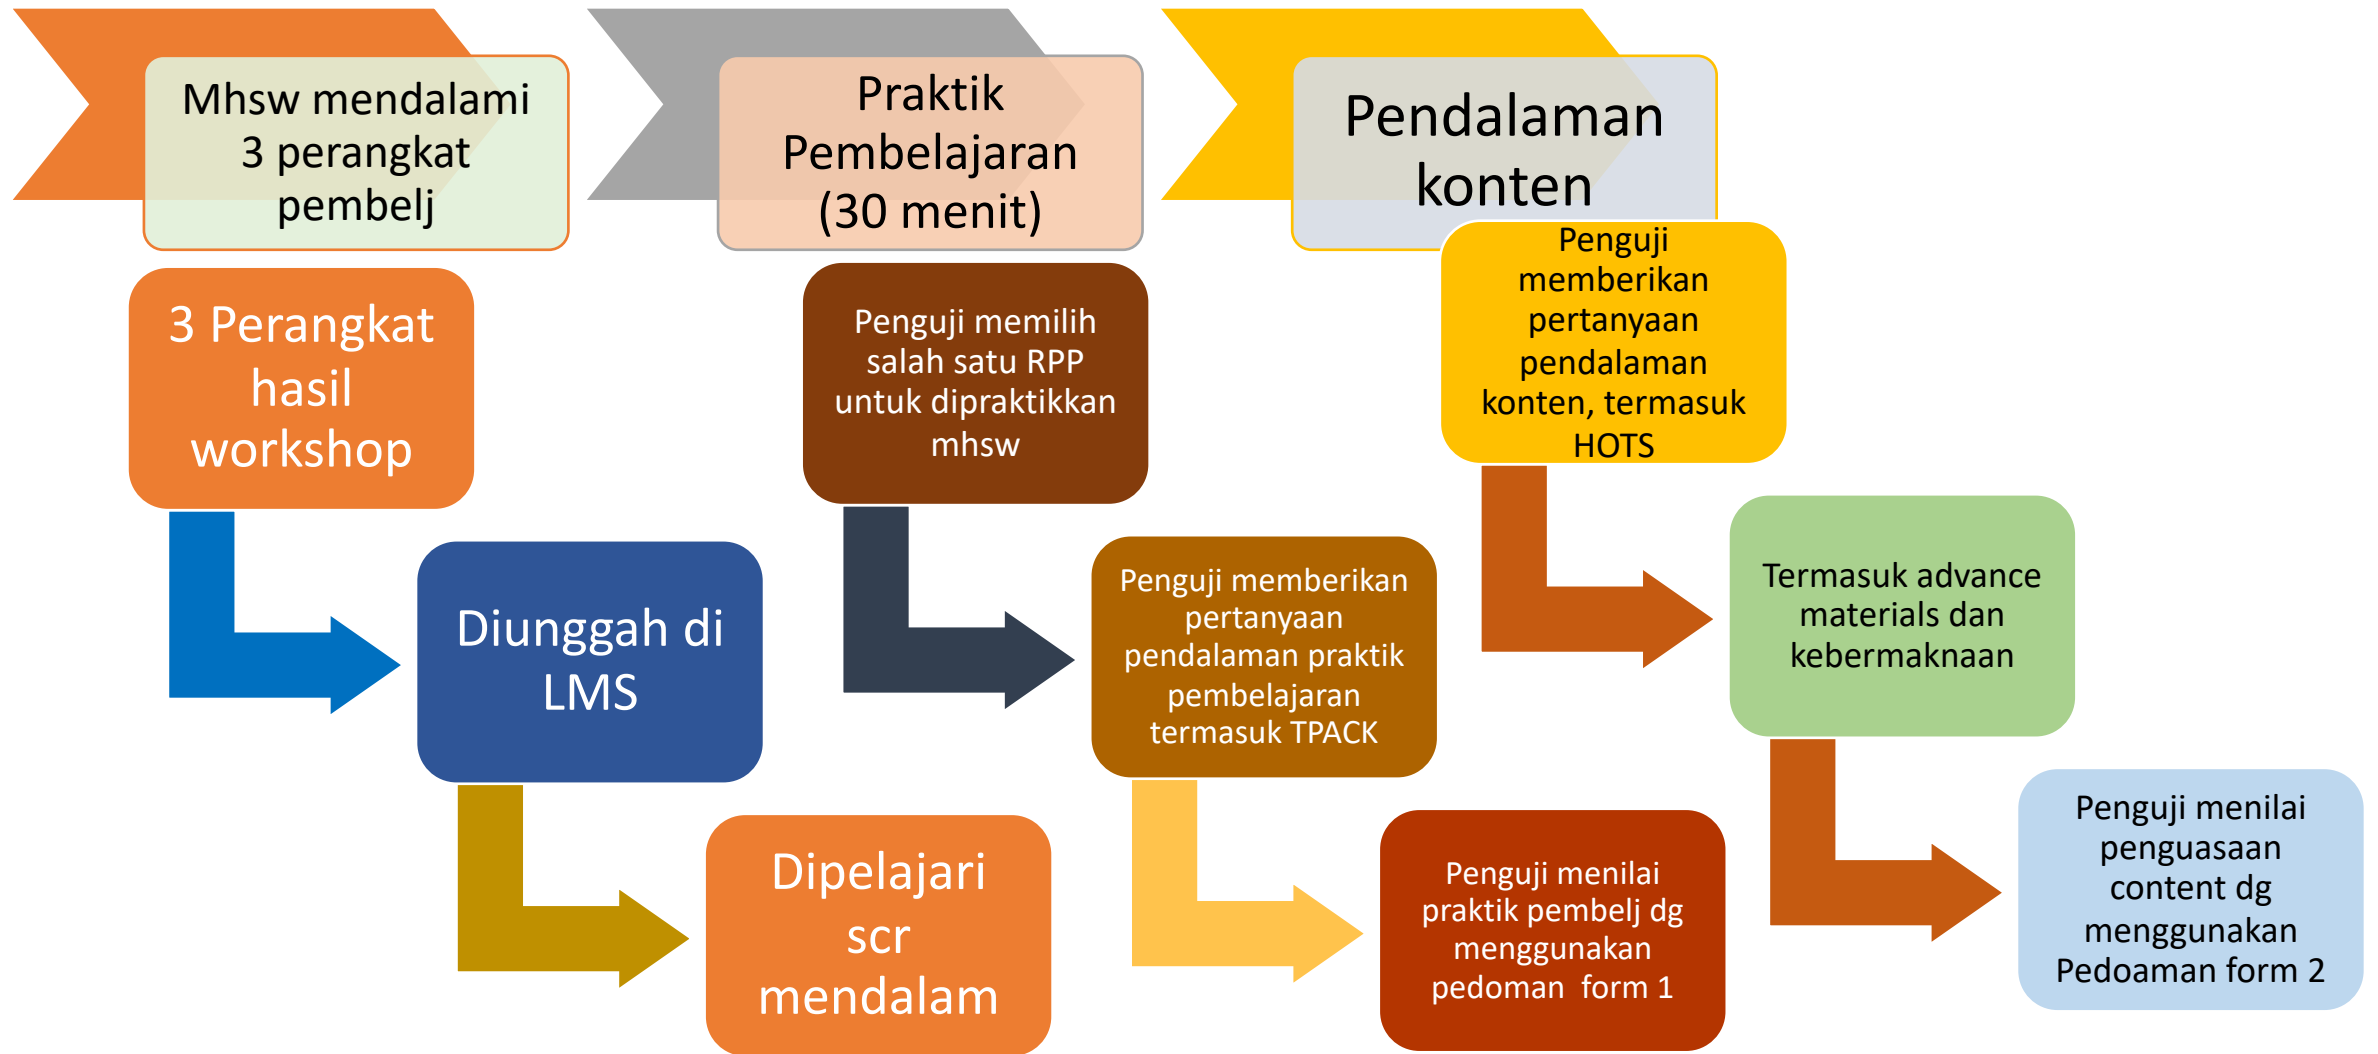 Mhsw mendalami
3 perangkat
pembelj
Praktik
Pembelajaran
(30 menit)
Pendalaman
konten
3 Perangkat
hasil
workshop
Diunggah di
LMS
Dipelajari
scr
mendalam
Penguji memilih
salah satu RPP
untuk dipraktikkan
mhsw
Penguji memberikan
pertanyaan
pendalaman praktik
pembelajaran
termasuk TPACK
Penguji menilai
praktik pembelj dg
menggunakan
pedoman  form 1
Penguji
memberikan
pertanyaan
pendalaman
konten, termasuk
HOTS
Termasuk advance
materials dan
kebermaknaan
Penguji menilai
penguasaan
content dg
menggunakan
Pedoaman form 2